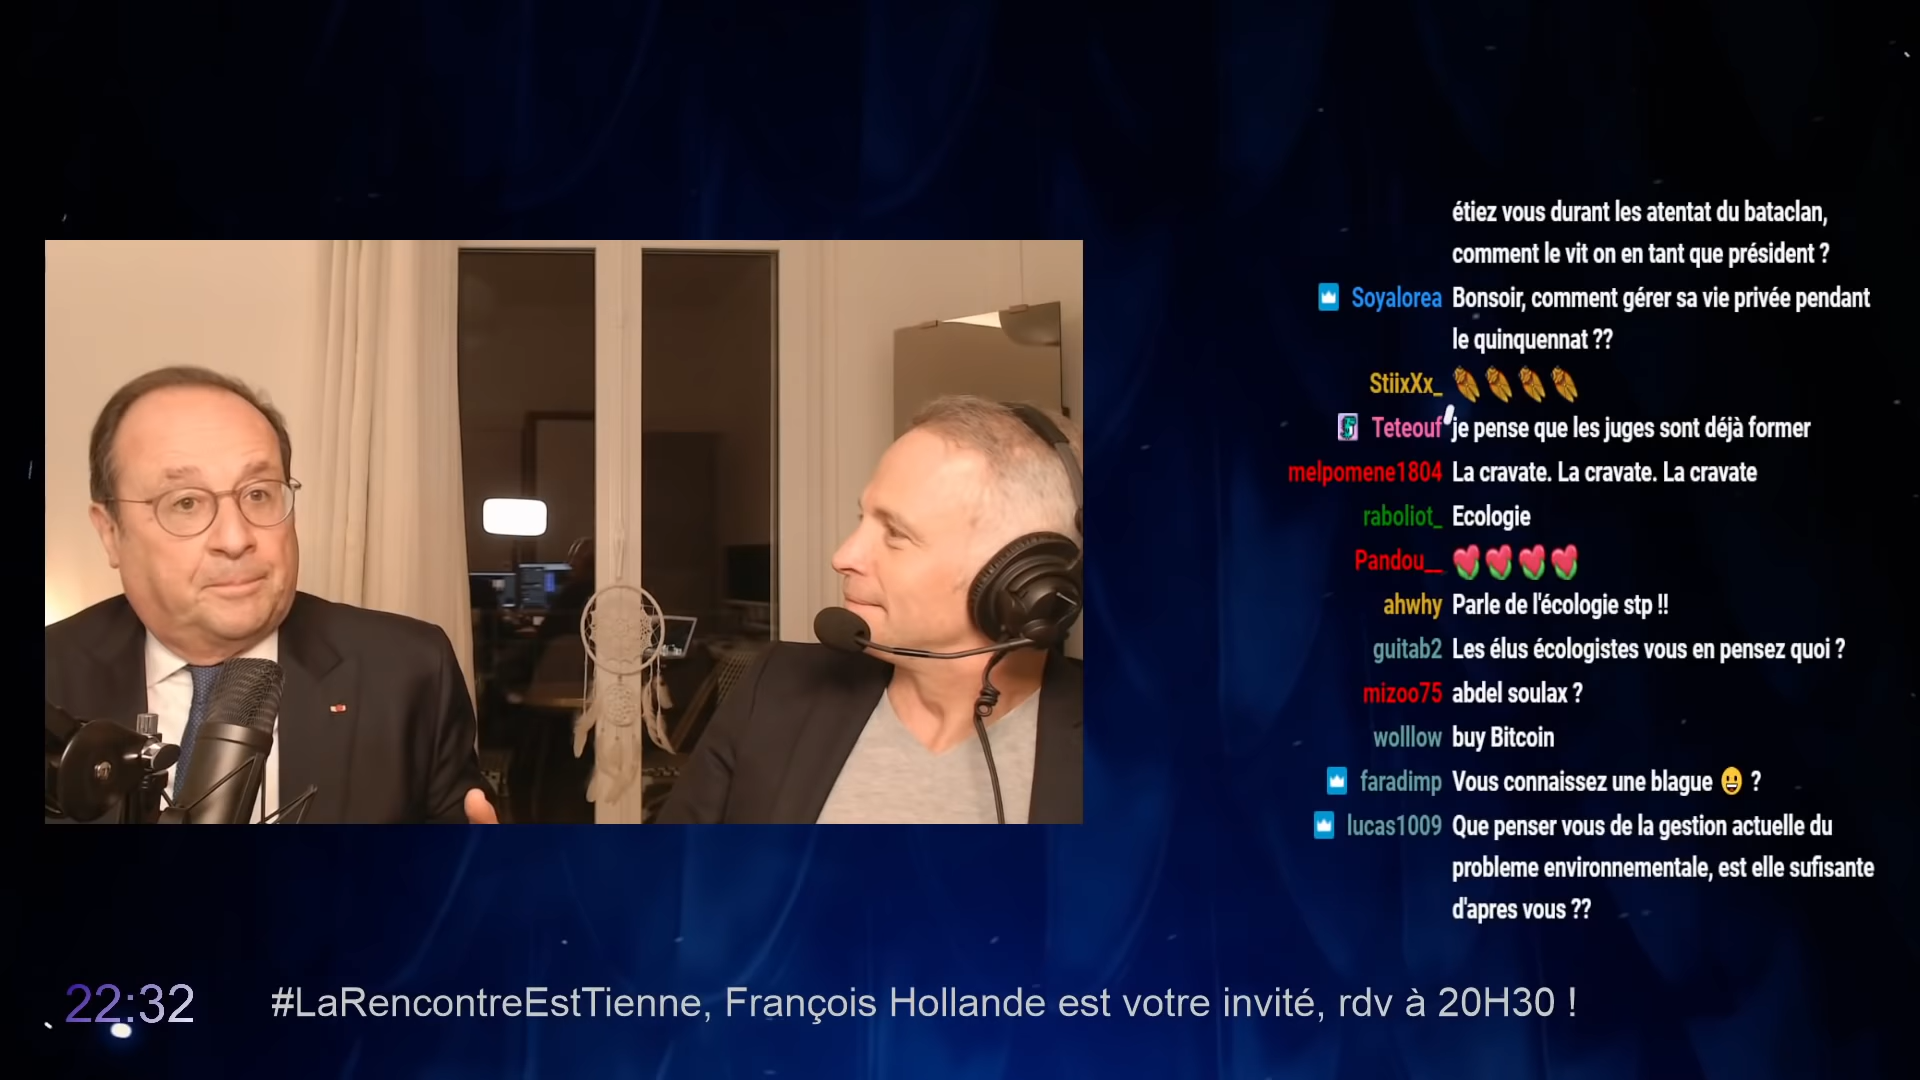 étiez vous durant les atentat du bataclan,
comment le vit on en tant que président ?
Soyalorea Bonsoir, comment gérer sa vie privée pendant
le quinquennat ??
StiixXx_
Teteouf je pense que les juges sont déjà former
melpomene1804 La cravate. La cravate. La cravate
raboliot_ Ecologie
Pandou__
ahwhy Parle de l'écologie stp !!
guitab2 Les élus écologistes vous en pensez quoi ?
mizoo75 abdel soulax ?
wolllow buy Bitcoin
faradimp Vous connaissez une blague 😀 ?
lucas1009 Que penser vous de la gestion actuelle du
probleme environnementale, est elle sufisante
d'apres vous ??
22:32 #LaRencontreEstTienne, François Hollande est votre invité, rdv à 20H30 !